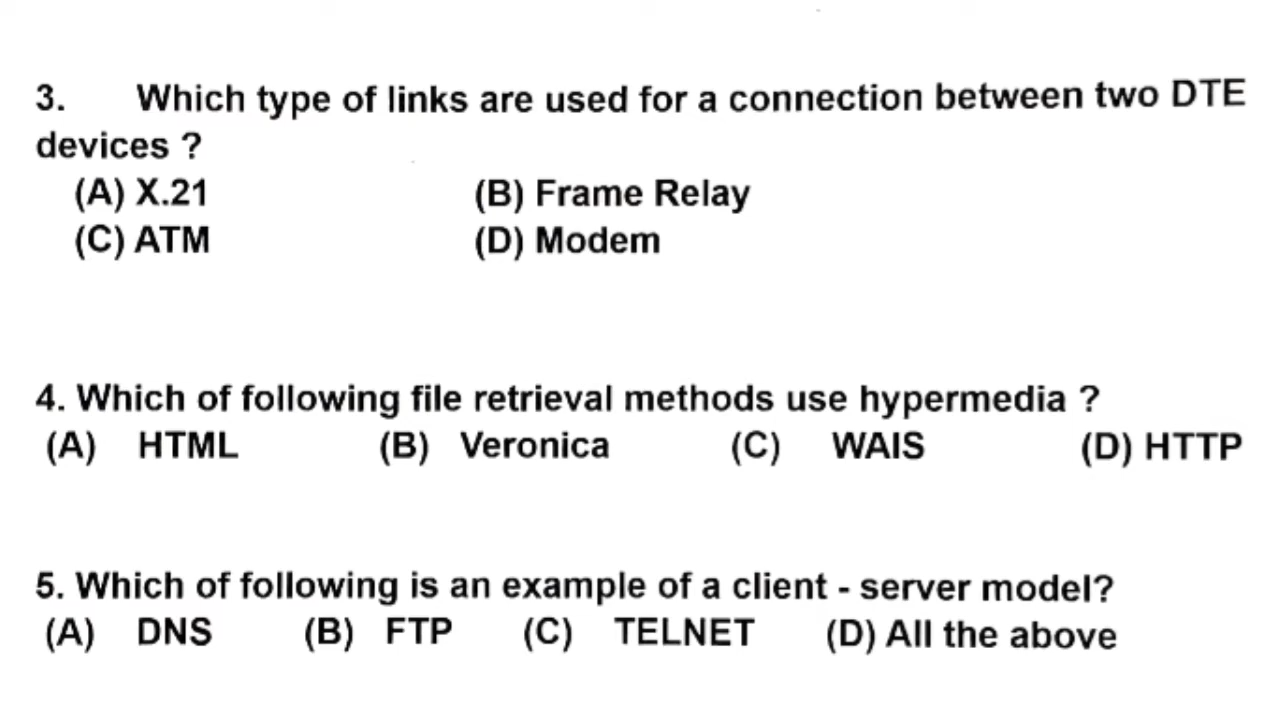 3. Which type of links are used for a connection between two DTE
devices ?
(A) X.21 (B) Frame Relay
(C) ATM (D) Modem
4. Which of following file retrieval methods use hypermedia ?
(A) HTML (B) Veronica (C) WAIS (D) HTTP
5. Which of following is an example of a client - server model?
(A) DNS (B) FTP (C) TELNET (D) All the above